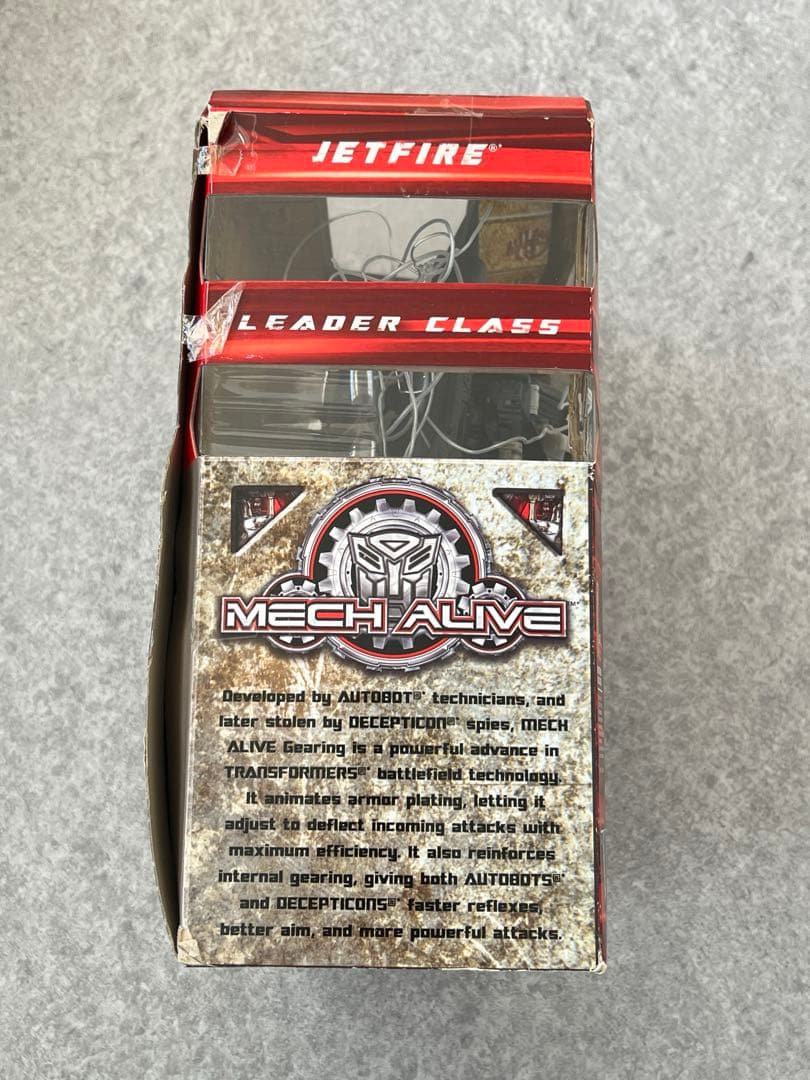 JETFIRE®*
LEADER CLASS
MECH ALIVE™
Developed by AUTOBOT®* technicians, and
later stolen by DECEPTICON®* spies, MECH
ALIVE Gearing is a powerful advance in
TRANSFORMERS®* battlefield technology.
It animates armor plating, letting it
adjust to deflect incoming attacks with
maximum efficiency. It also reinforces
internal gearing, giving both AUTOBOTS®*
and DECEPTICONS®* faster reflexes,
better aim, and more powerful attacks.